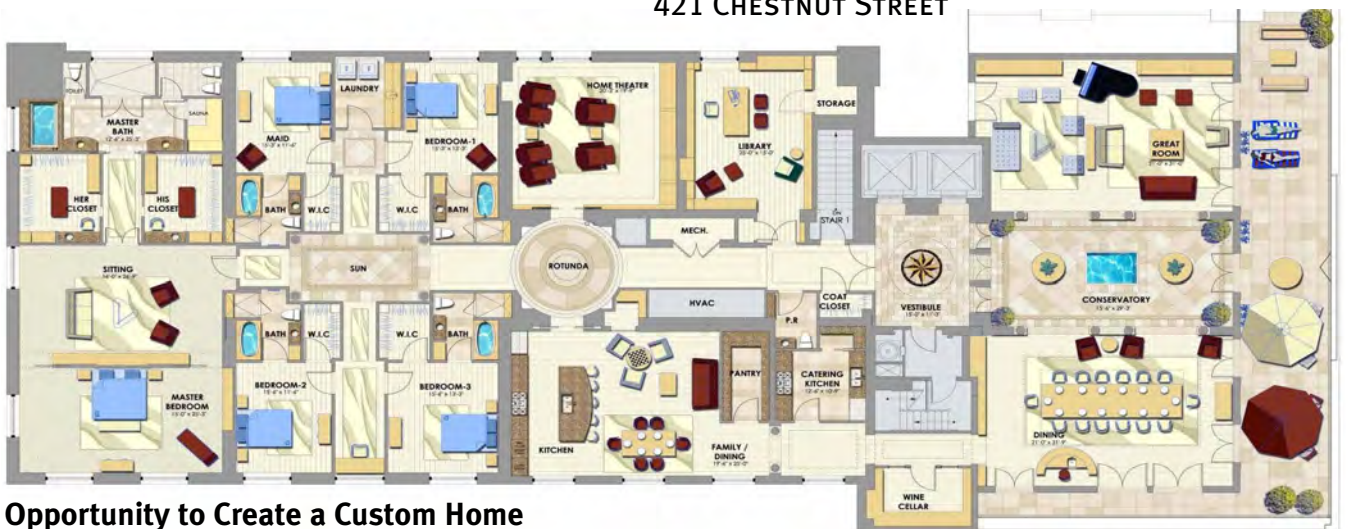 421 CHESTNUT STREET
TOILET
SAUNA
MASTER
BATH
MAID
LAUNDRY
BEDROOM-1
HOME THEATER
LIBRARY
STORAGE
GREAT
ROOM
HER
CLOSET
HIS
CLOSET
BATH
W.I.C
W.I.C
BATH
MECH.
DN
STAIR 1
SITTING
SUN
ROTUNDA
HVAC
COAT
CLOSET
VESTIBULE
CONSERVATORY
BATH
W.I.C
W.I.C
BATH
P.R
MASTER
BEDROOM
BEDROOM-2
BEDROOM-3
KITCHEN
FAMILY /
DINING
PANTRY
CATERING
KITCHEN
DINING
WINE
CELLAR
Opportunity to Create a Custom Home